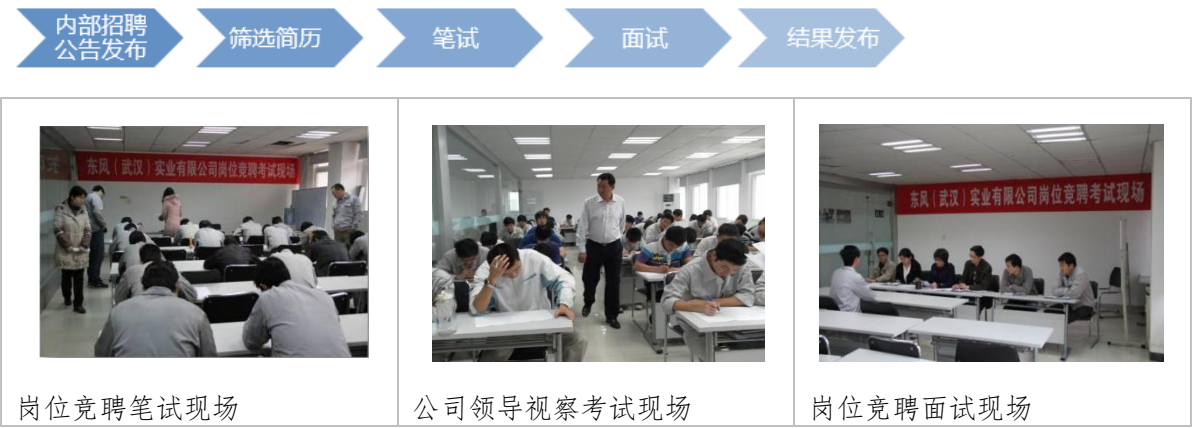 内部招聘
公告发布
筛选简历
笔试
面试
结果发布
东风（武汉）实业有限公司岗位竞聘考试现场
东风（武汉）实业有限公司岗位竞聘考试现场
岗位竞聘笔试现场
公司领导视察考试现场
岗位竞聘面试现场